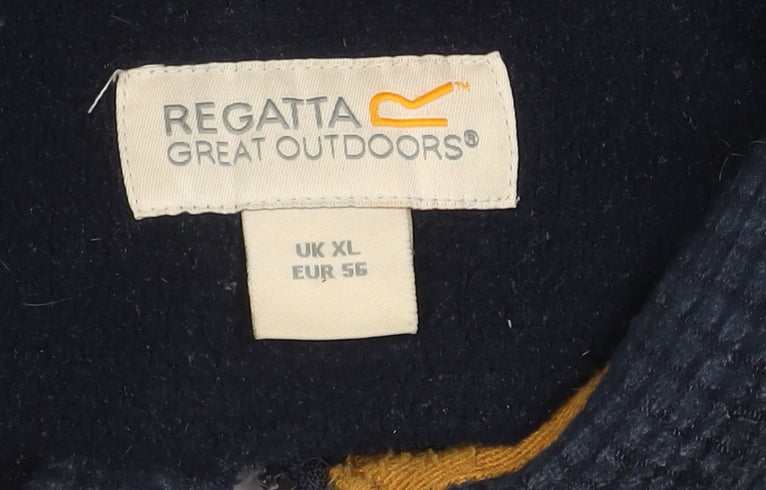 REGATTA
GREAT OUTDOORS®
UK XL
EUR 56